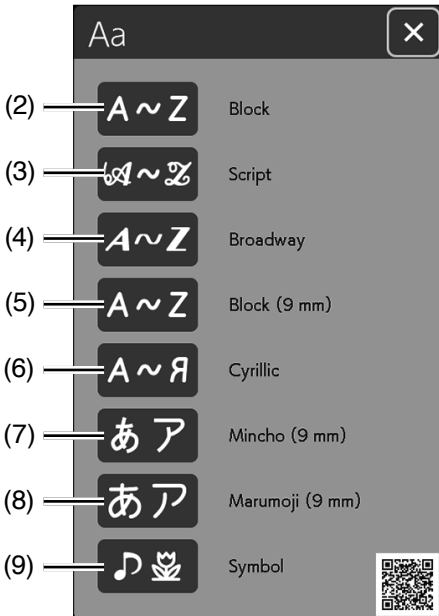 Aa
(2) A ~ Z Block
(3) A ~ Z Script
(4) A ~ Z Broadway
(5) A ~ Z Block (9 mm)
(6) A ~ Я Cyrillic
(7) あ ア Mincho (9 mm)
(8) あ ア Marumoji (9 mm)
(9) Symbol